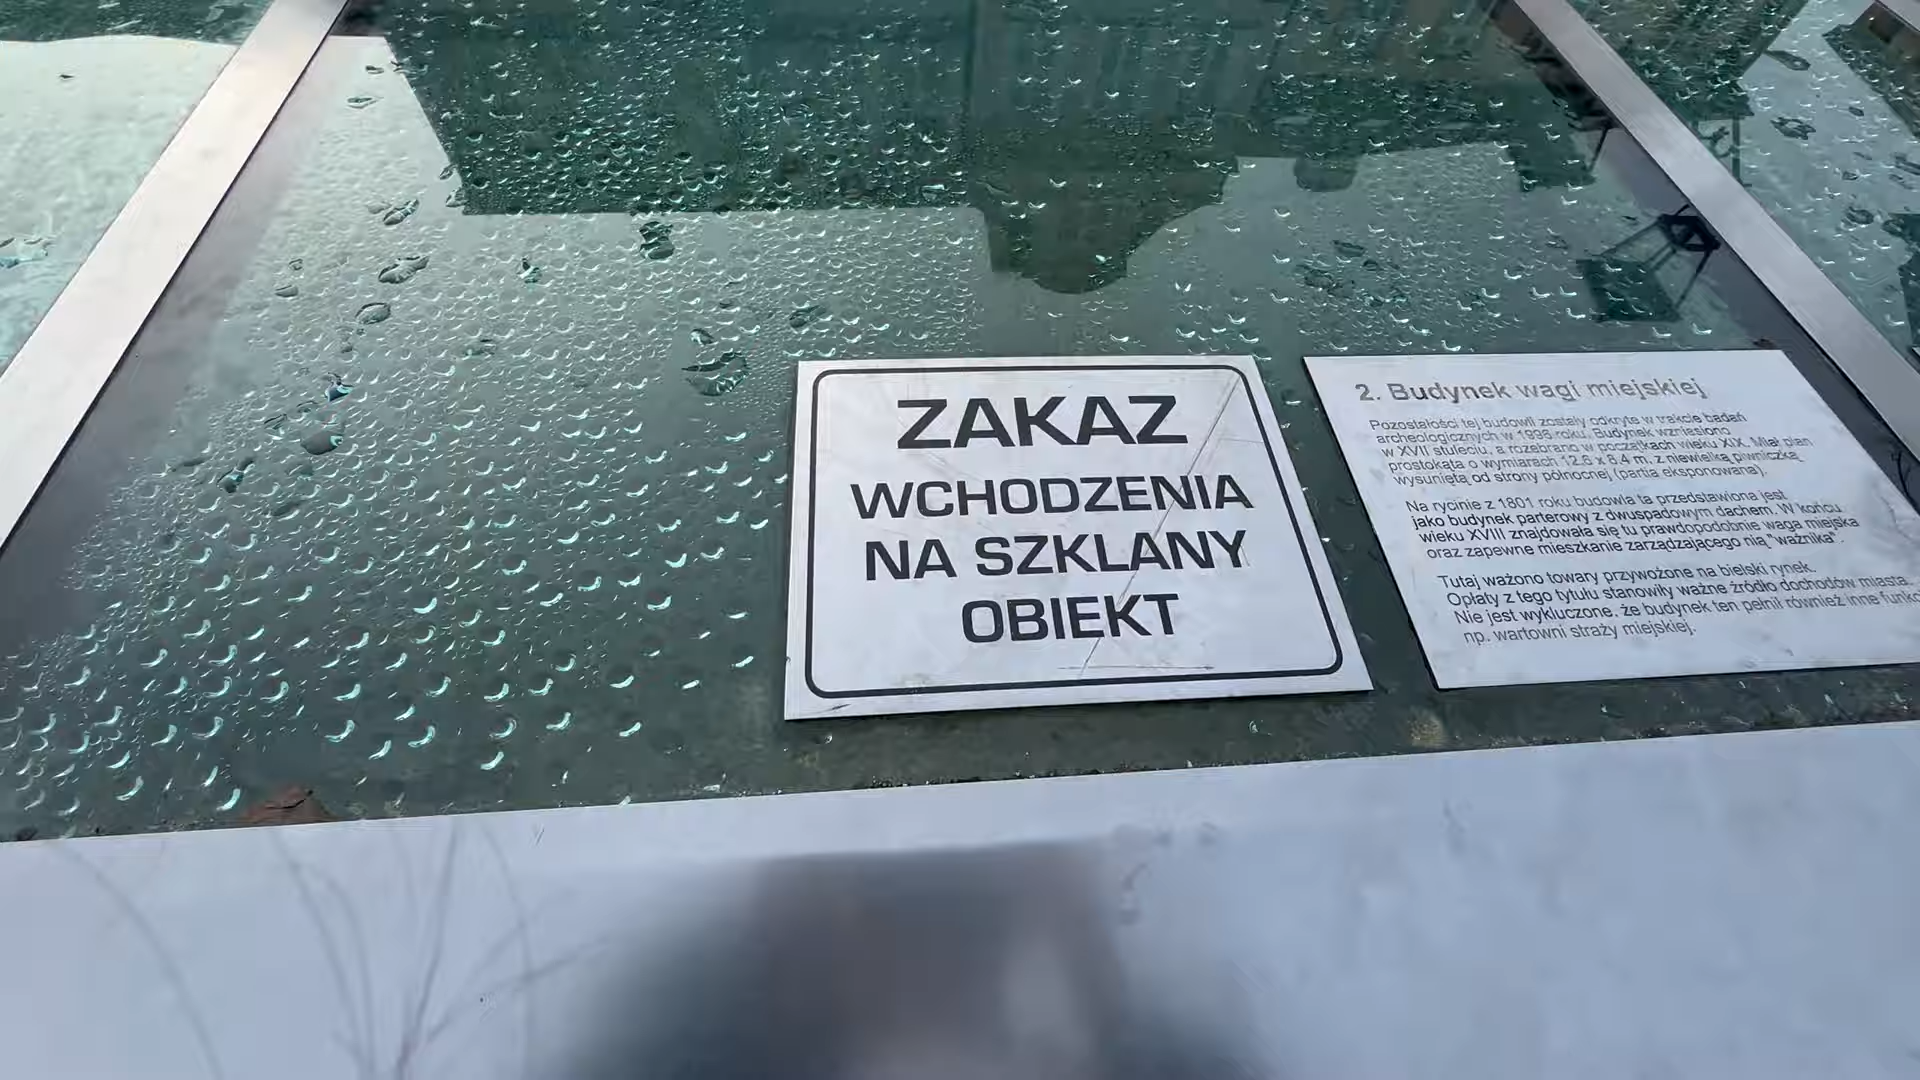 ZAKAZ
WCHODZENIA
NA SZKLANY
OBIEKT
2. Budynek wagi miejskiej
Pozostałości tej budowli zostały odkryte w trakcie badań
archeologicznych w roku. Budynek wzniesiono
w XVII stuleciu, a rozebrano w początkach wieku XIX. Miał plan
prostokąta o wymiarach 12.6 x 8.4 m. z niewielką piwniczką
wysuniętą od strony północnej, (partia eksponowana).
Na rycinie z 1801 roku budowla ta przedstawiona jest
jako budynek parterowy z dwuspadowym dachem. W końcu
wieku XVIII znajdowała się tu prawdopodobnie waga miejska
oraz zapewne mieszkanie zarządzającego nią "ważnika".
Tutaj ważono towary przywożone na bielski rynek.
Opłaty z tego tytułu stanowiły ważne źródło dochodów miasta.
Nie jest wykluczone, że budynek ten pełnił również inne
np. wartowni straży miejskiej.